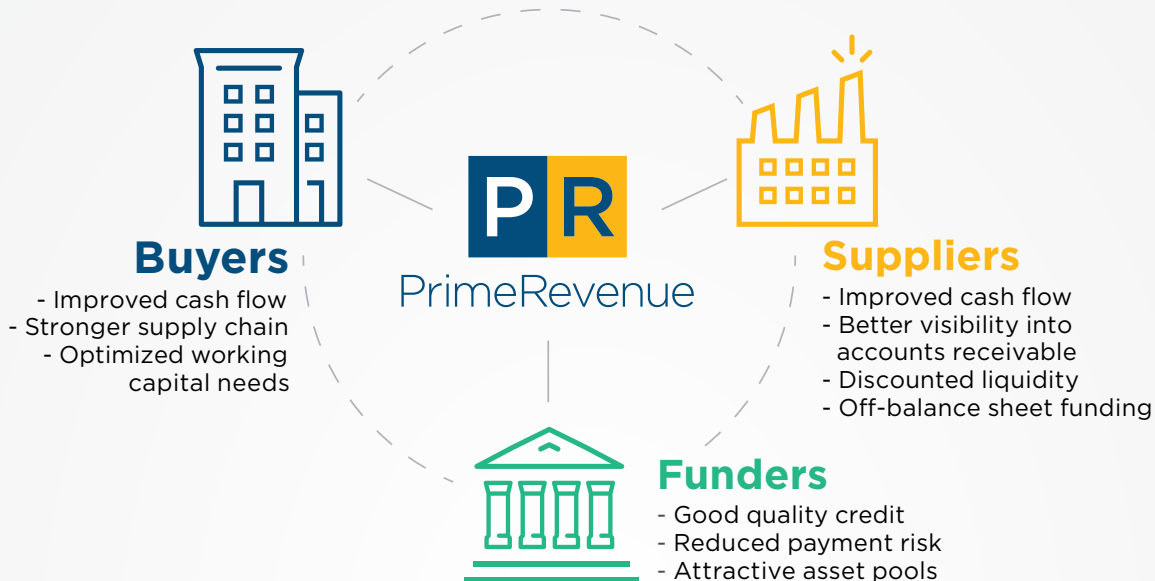 PR
PrimeRevenue
Buyers
- Improved cash flow
- Stronger supply chain
- Optimized working
capital needs
Suppliers
- Improved cash flow
- Better visibility into
accounts receivable
- Discounted liquidity
- Off-balance sheet funding
Funders
- Good quality credit
- Reduced payment risk
- Attractive asset pools